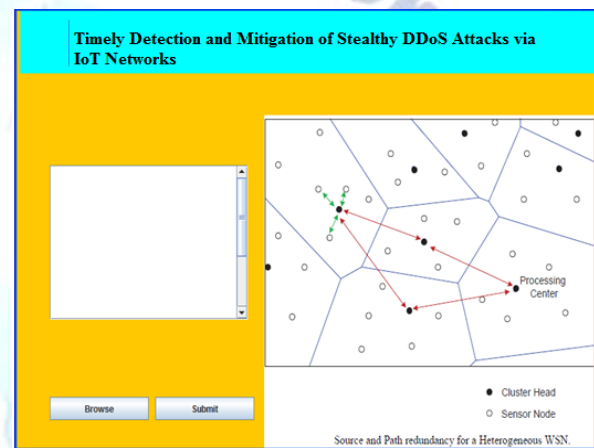 Timely Detection and Mitigation of Stealthy DDoS Attacks via
IoT Networks
Processing
Center
Browse
Submit
Cluster Head
Sensor Node
Source and Path redundancy for a Heterogeneous WSN.